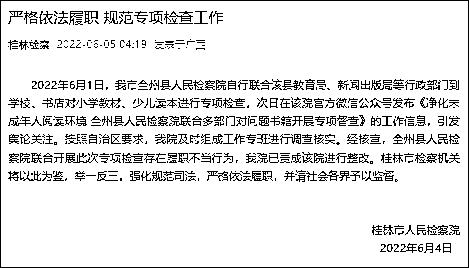 严格依法履职 规范专项检查工作
桂林检察 2022-06-05 04:19 发表于广西
2022年6月1日，我市全州县人民检察院自行联合该县教育局、新闻出版局等行政部门到
学校、书店对小学教材、少儿读本进行专项检查，次日在该院官方微信公众号发布《净化未
成年人阅读环境 全州县人民检察院联合多部门对问题书籍开展专项督查》的工作信息，引发
舆论关注。按照自治区要求，我院及时组成工作专班进行调查核实。经核查，全州县人民检
察院联合开展此次专项检查存在履职不当行为，我院已责成该院进行整改。桂林市检察机关
将以此为鉴，举一反三，强化规范司法，严格依法履职，并请社会各界予以监督。
桂林市人民检察院
2022年6月4日